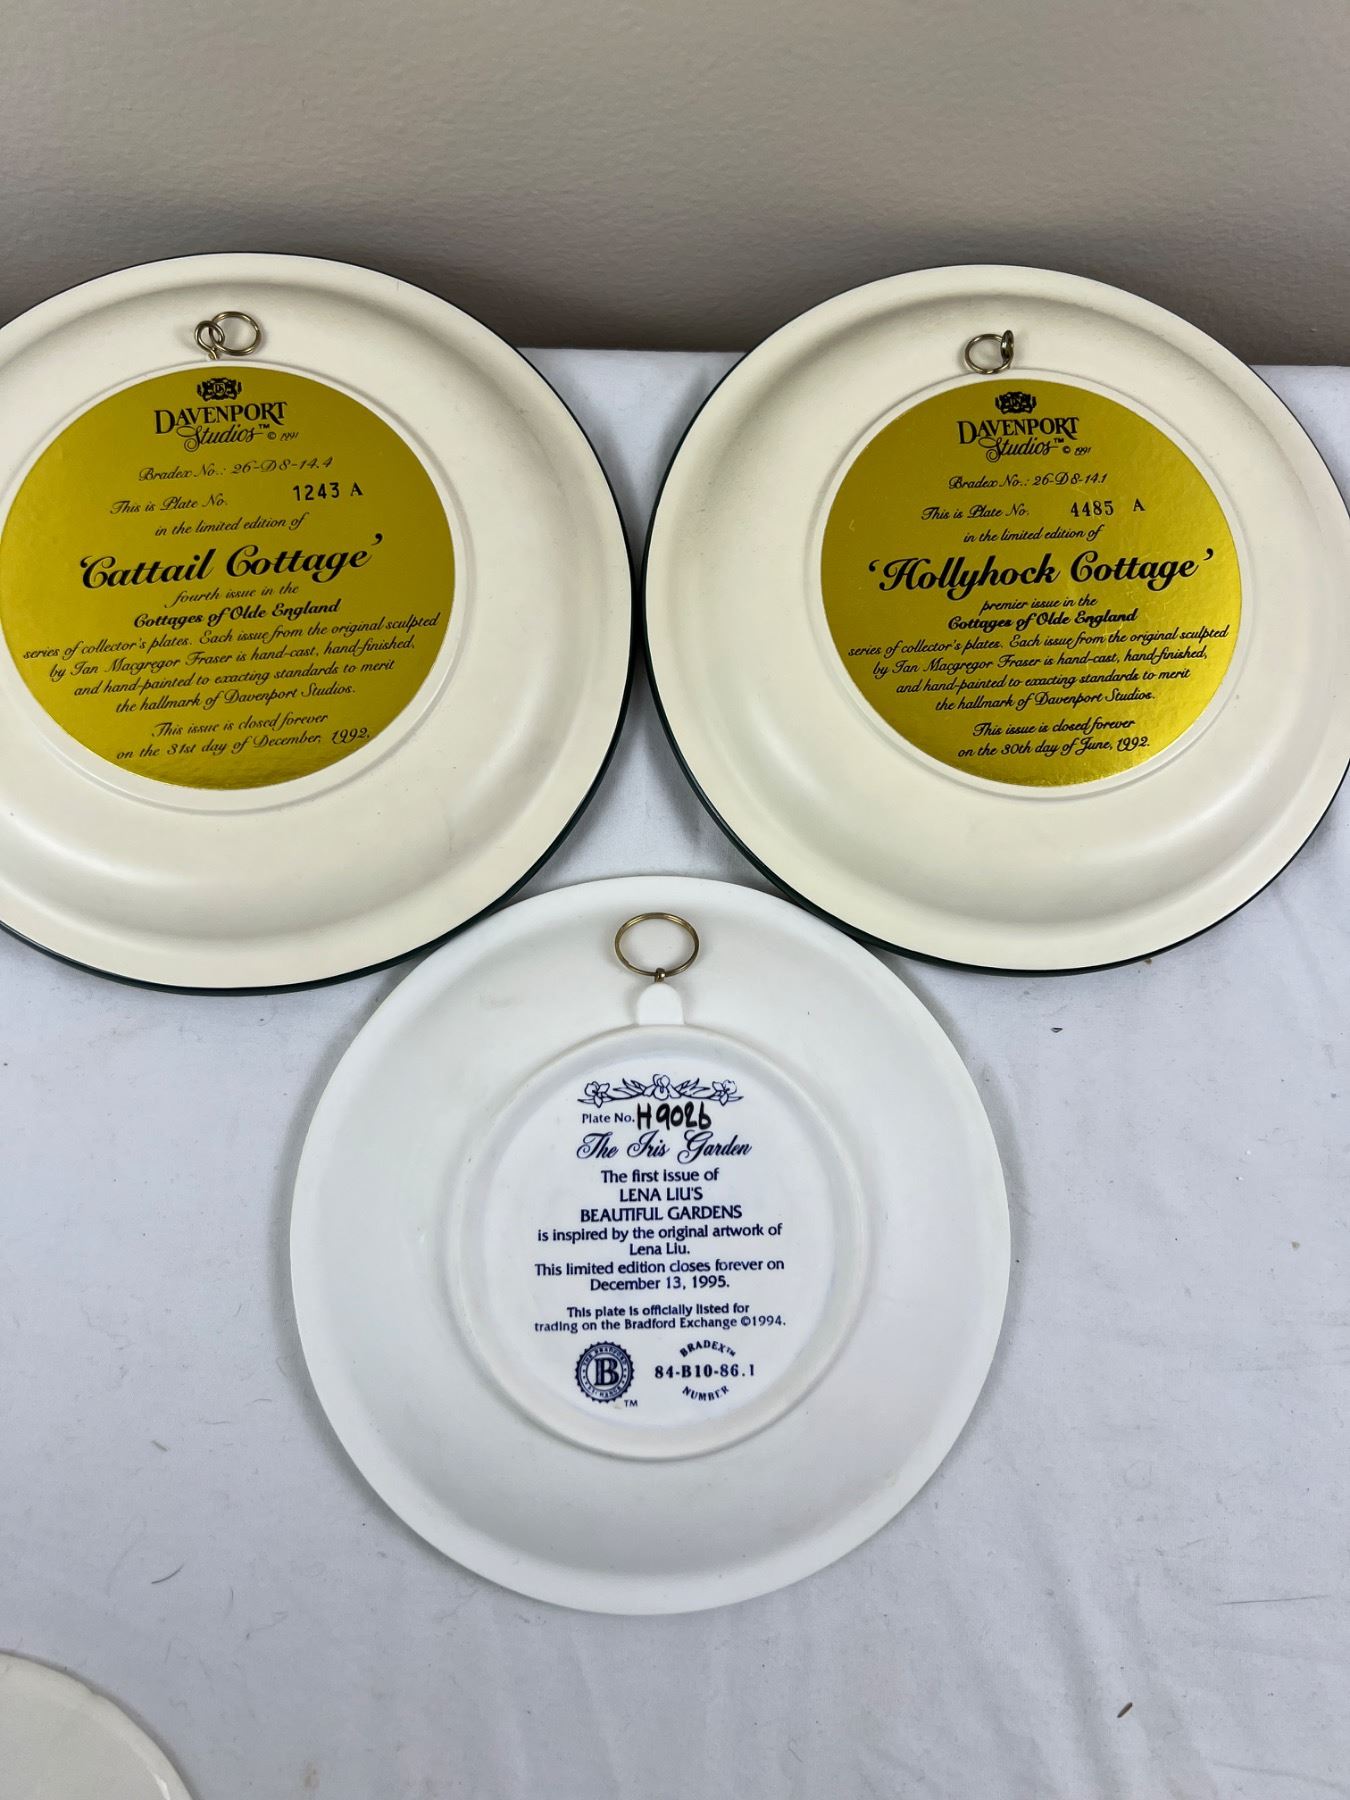 DAVENPORT
Studios™ © 1991
Bradex No.: 26-D8-14.4
This is Plate No. 1243 A
in the limited edition of
'Cattail Cottage'
fourth issue in the
Cottages of Olde England
series of collector's plates. Each issue from the original sculpted
by Ian Macgregor Fraser is hand-cast, hand-finished,
and hand-painted to exacting standards to merit
the hallmark of Davenport Studios.
This issue is closed forever
on the 31st day of December, 1992.
DAVENPORT
Studios™ © 1991
Bradex No.: 26-D8-14.1
This is Plate No. 4485 A
in the limited edition of
'Hollyhock Cottage'
premier issue in the
Cottages of Olde England
series of collector's plates. Each issue from the original sculpted
by Ian Macgregor Fraser is hand-cast, hand-finished,
and hand-painted to exacting standards to merit
the hallmark of Davenport Studios.
This issue is closed forever
on the 30th day of June, 1992.
Plate No. H9026
The Iris Garden
The first issue of
LENA LIU'S
BEAUTIFUL GARDENS
is inspired by the original artwork of
Lena Liu.
This limited edition closes forever on
December 13, 1995.
This plate is officially listed for
trading on the Bradford Exchange ©1994.
THE BRADFORD EXCHANGE
B
TM
BRADEX™
84-B10-86.1
NUMBER